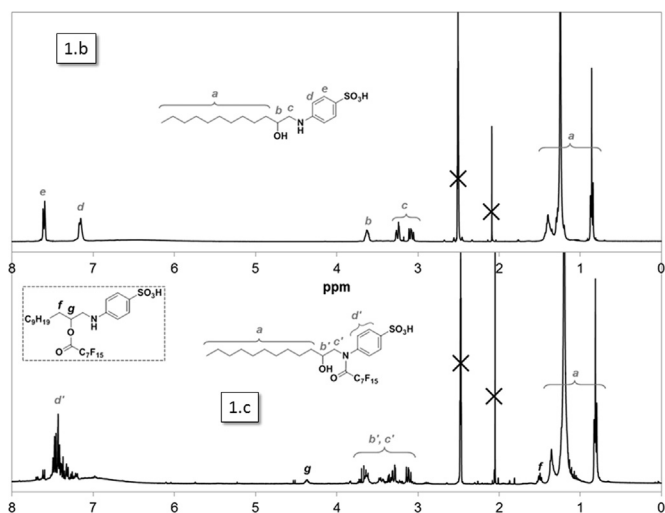 1.b
a
b
c
d
e
SO₃H
N
H
OH
e
d
b
c
a
8 7 6 5 4 3 2 1 0
ppm
C₉H₁₉
f
g
N
H
SO₃H
O
O
C₇F₁₅
a
b' c'
d'
SO₃H
OH
N
O
C₇F₁₅
1.c
d'
g
b', c'
f
a
8 7 6 5 4 3 2 1 0